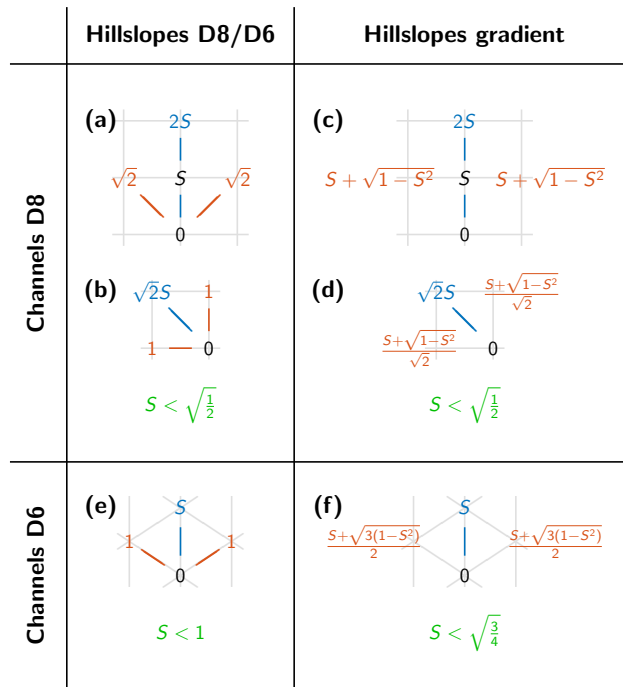 Hillslopes D8/D6 Hillslopes gradient
Channels D8
(a) 2S
√2 S √2
0
(b) √2S 1
1 0
S < √(1/2)
(c) 2S
S + √(1 − S²) S S + √(1 − S²)
0
(d) √2S (S+√(1−S²))/√2
(S+√(1−S²))/√2 0
S < √(1/2)
Channels D6
(e) S
1 1
0
S < 1
(f) S
(S+√(3(1−S²)))/2 (S+√(3(1−S²)))/2
0
S < √(3/4)